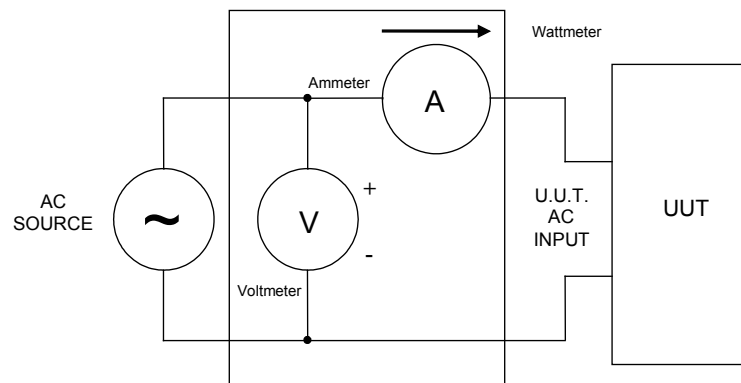 Wattmeter
Ammeter
A
AC
SOURCE
~
V
+
-
Voltmeter
U.U.T.
AC
INPUT
UUT